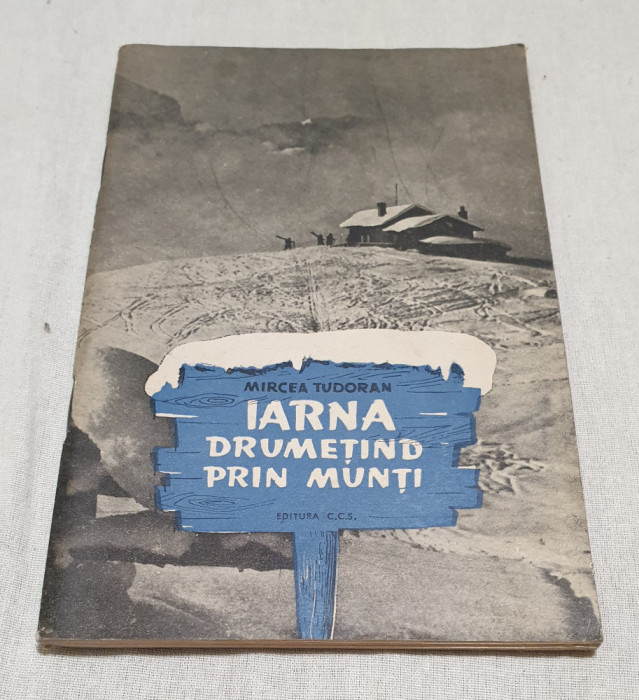 MIRCEA TUDORAN
IARNA
DRUMEȚIND
PRIN MUNȚI
EDITURA C.C.S.